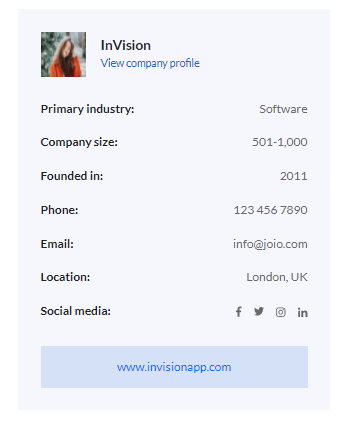 InVision
View company profile
Primary industry: Software
Company size: 501-1,000
Founded in: 2011
Phone: 123 456 7890
Email: info@joio.com
Location: London, UK
Social media:
www.invisionapp.com